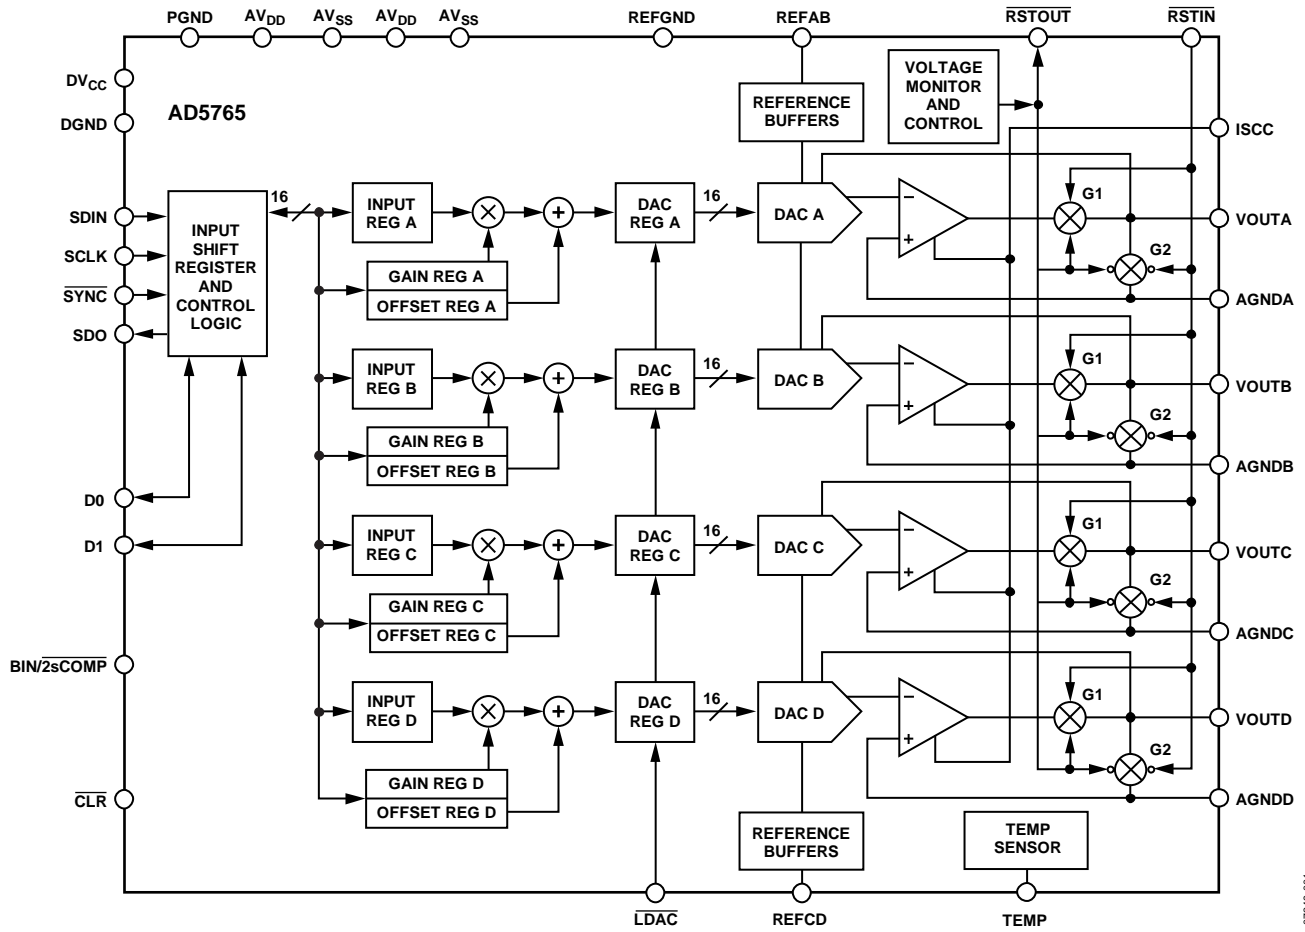 PGND AVDD AVSS AVDD AVSS REFGND REFAB RSTOUT RSTIN
DVCC
DGND
AD5765
REFERENCE
BUFFERS
VOLTAGE
MONITOR
AND
CONTROL
ISCC
SDIN
SCLK
SYNC
SDO
INPUT
SHIFT
REGISTER
AND
CONTROL
LOGIC
16
INPUT
REG A
×
+
GAIN REG A
OFFSET REG A
DAC
REG A
16
DAC A
−
+
G1
G2
VOUTA
AGNDA
INPUT
REG B
×
+
GAIN REG B
OFFSET REG B
DAC
REG B
16
DAC B
−
+
G1
G2
VOUTB
AGNDB
D0
D1
INPUT
REG C
×
+
GAIN REG C
OFFSET REG C
DAC
REG C
16
DAC C
−
+
G1
G2
VOUTC
AGNDC
BIN/2sCOMP
INPUT
REG D
×
+
GAIN REG D
OFFSET REG D
DAC
REG D
16
DAC D
−
+
G1
G2
VOUTD
AGNDD
CLR
REFERENCE
BUFFERS
TEMP
SENSOR
LDAC REFCD TEMP